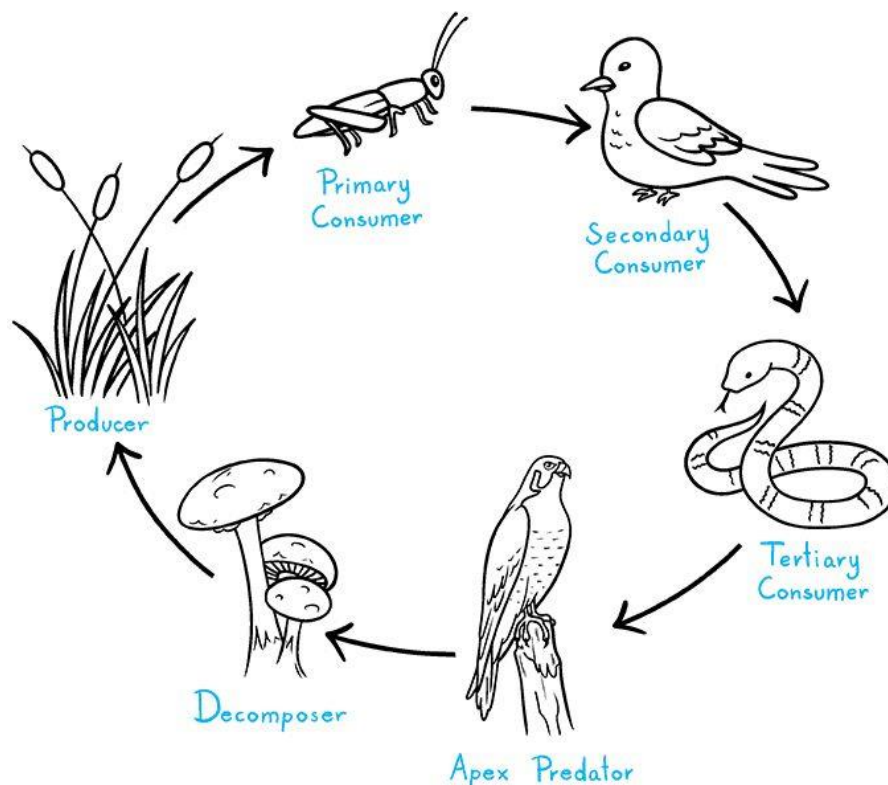 Primary
Consumer
Secondary
Consumer
Producer
Tertiary
Consumer
Decomposer
Apex Predator